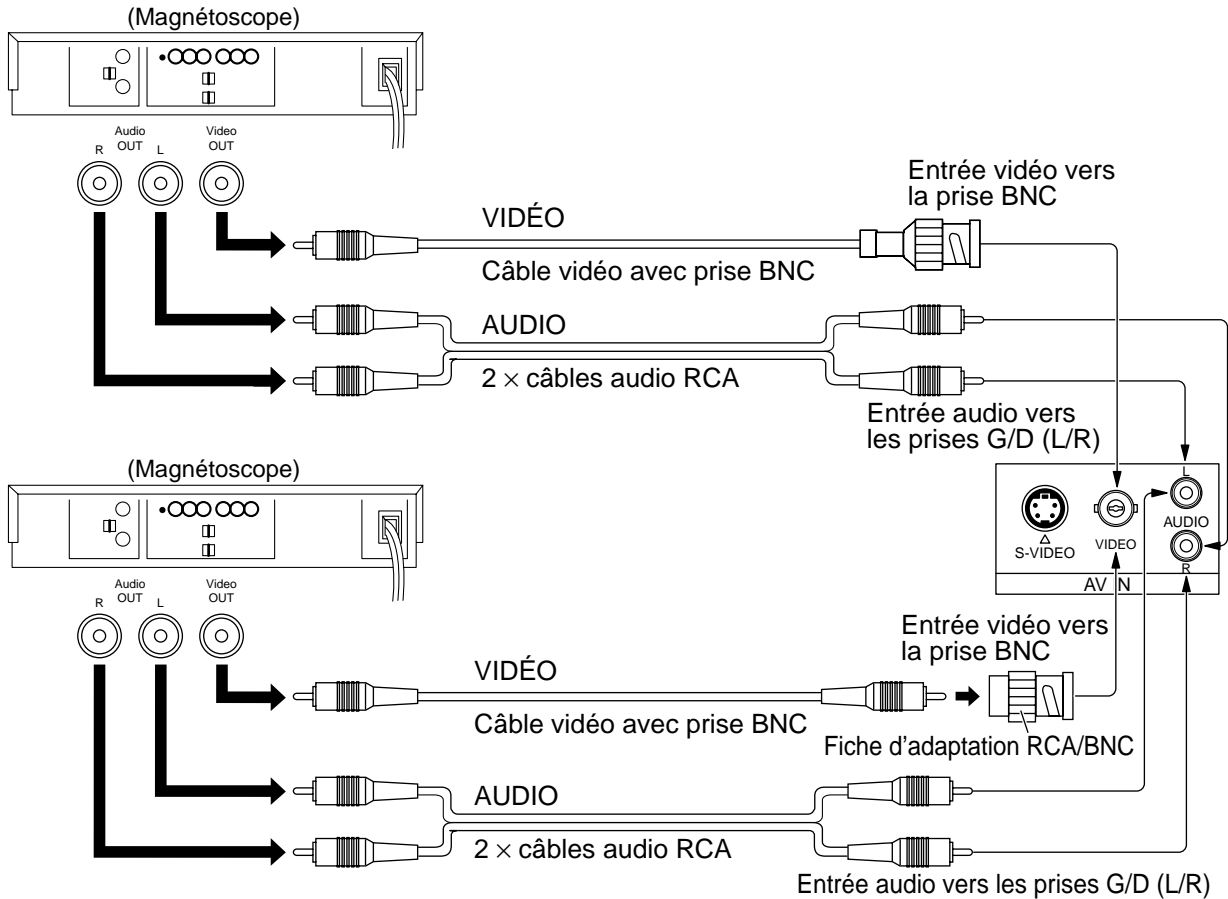 (Magnétoscope)
Audio
OUT
R
L
Video
OUT
VIDÉO
Câble vidéo avec prise BNC
Entrée vidéo vers
la prise BNC
AUDIO
2 × câbles audio RCA
Entrée audio vers
les prises G/D (L/R)
L
AUDIO
S-VIDEO
VIDEO
R
AV IN
(Magnétoscope)
Audio
OUT
R
L
Video
OUT
VIDÉO
Câble vidéo avec prise BNC
Entrée vidéo vers
la prise BNC
Fiche d'adaptation RCA/BNC
AUDIO
2 × câbles audio RCA
Entrée audio vers les prises G/D (L/R)